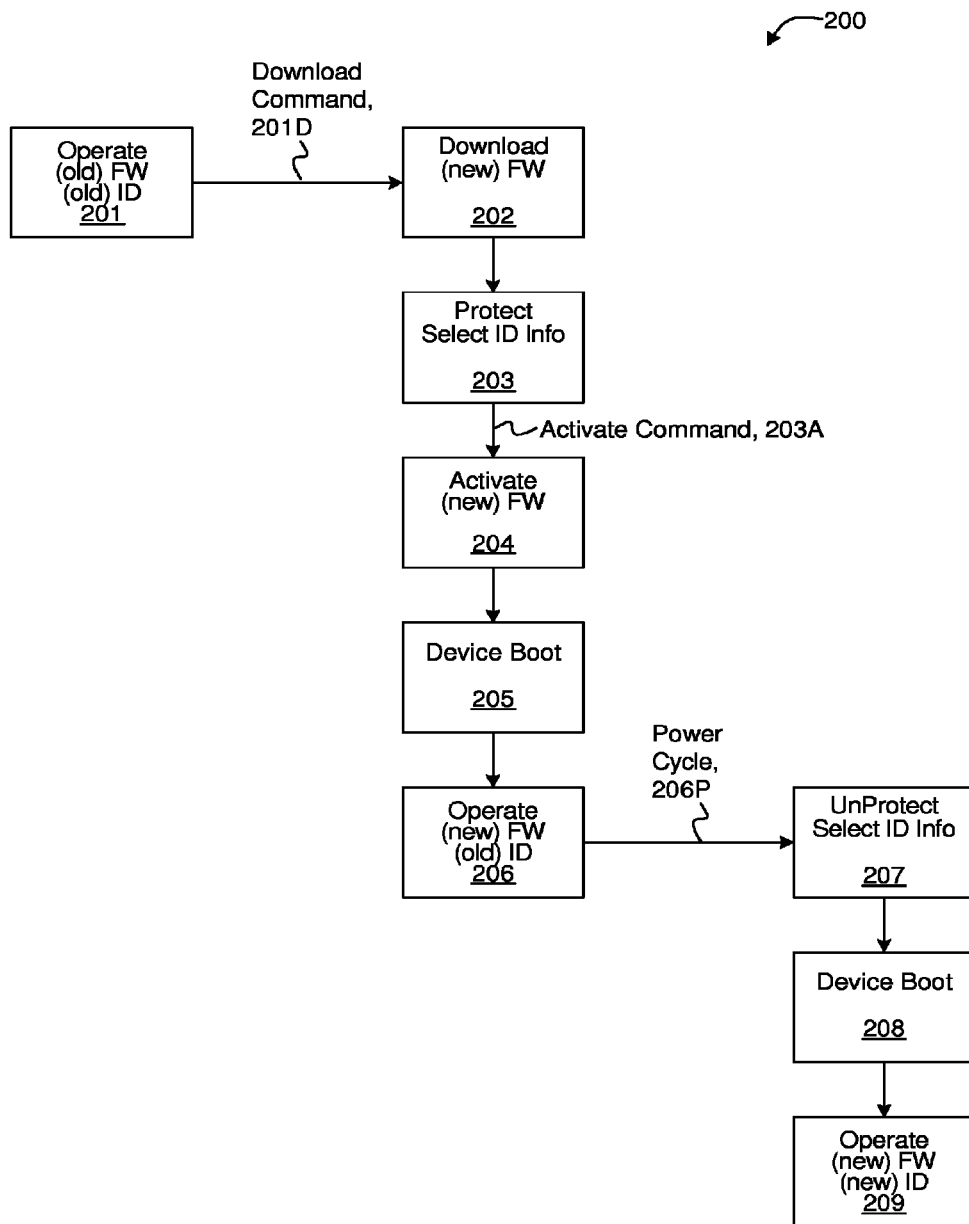 200
Download
Command,
201D
Operate
(old) FW
(old) ID
201
Download
(new) FW
202
Protect
Select ID Info
203
Activate Command, 203A
Activate
(new) FW
204
Device Boot
205
Power
Cycle,
206P
Operate
(new) FW
(old) ID
206
UnProtect
Select ID Info
207
Device Boot
208
Operate
(new) FW
(new) ID
209